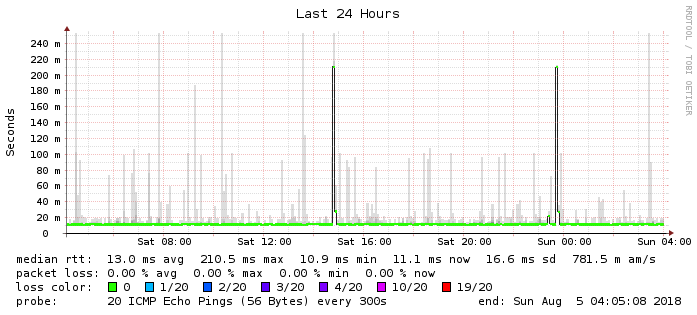 Last 24 Hours
RRDTOOL / TOBI OETIKER
Seconds
240 m
220 m
200 m
180 m
160 m
140 m
120 m
100 m
80 m
60 m
40 m
20 m
0
Sat 08:00 Sat 12:00 Sat 16:00 Sat 20:00 Sun 00:00 Sun 04:00
median rtt: 13.0 ms avg 210.5 ms max 10.9 ms min 11.1 ms now 16.6 ms sd 781.5 m am/s
packet loss: 0.00 % avg 0.00 % max 0.00 % min 0.00 % now
loss color: 0 1/20 2/20 3/20 4/20 10/20 19/20
probe: 20 ICMP Echo Pings (56 Bytes) every 300s end: Sun Aug 5 04:05:08 2018